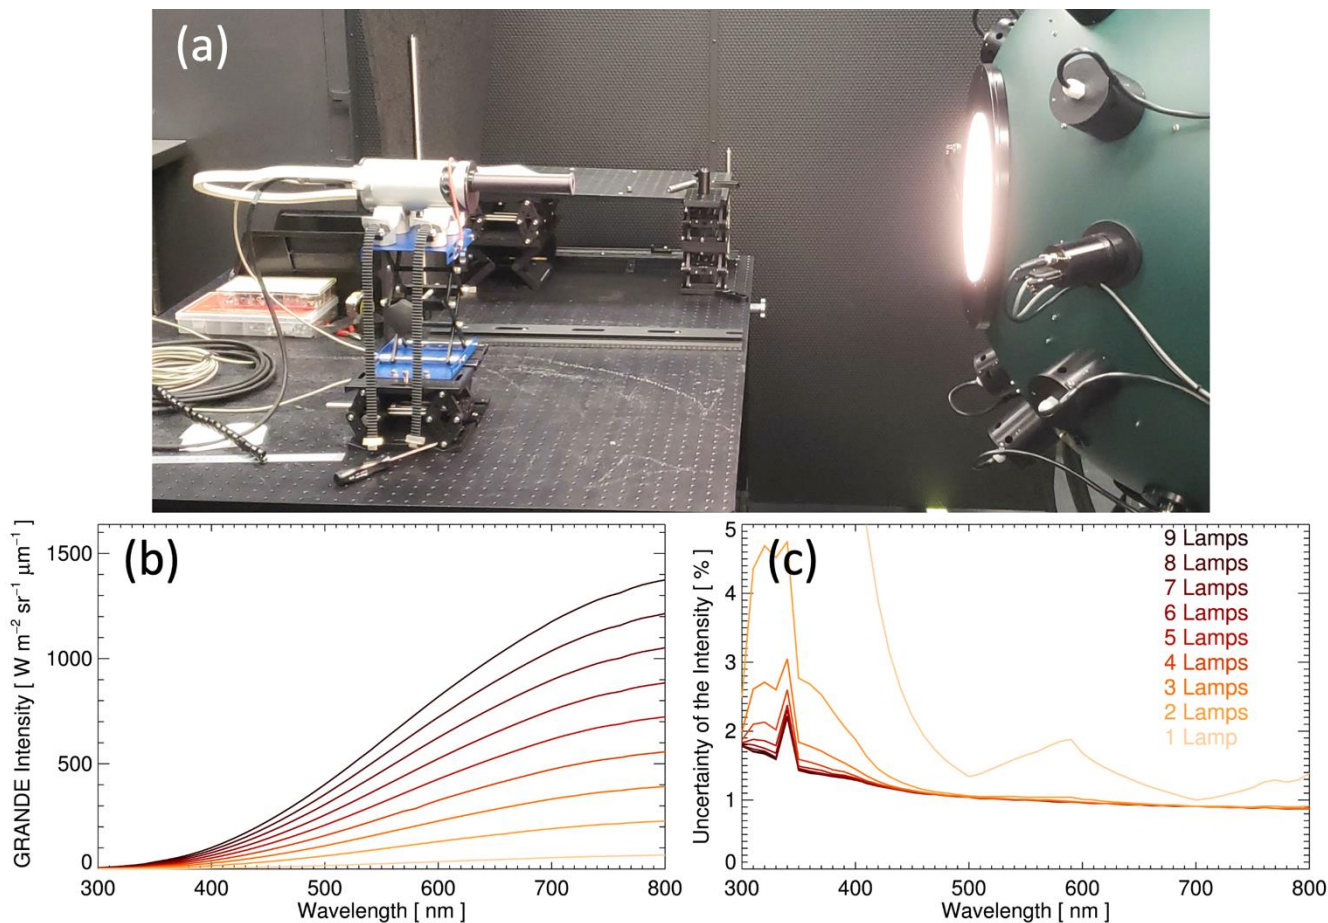 (a)
(b)
GRANDE Intensity [ W m⁻² sr⁻¹ μm⁻¹ ]
1500
1000
500
0
300 400 500 600 700 800
Wavelength [ nm ]
(c)
Uncertainty of the Intensity [ % ]
5
4
3
2
1
0
9 Lamps
8 Lamps
7 Lamps
6 Lamps
5 Lamps
4 Lamps
3 Lamps
2 Lamps
1 Lamp
300 400 500 600 700 800
Wavelength [ nm ]